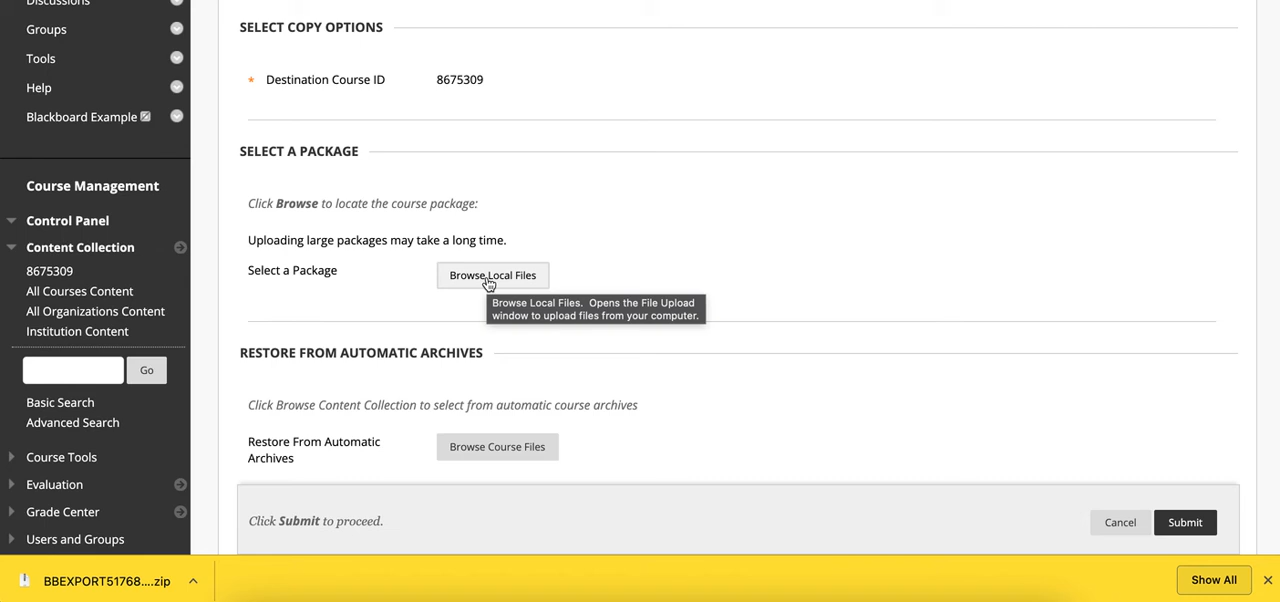 Discussions
Groups
Tools
Help
Blackboard Example
Course Management
Control Panel
Content Collection
8675309
All Courses Content
All Organizations Content
Institution Content
Go
Basic Search
Advanced Search
Course Tools
Evaluation
Grade Center
Users and Groups
SELECT COPY OPTIONS
* Destination Course ID 8675309
SELECT A PACKAGE
Click Browse to locate the course package:
Uploading large packages may take a long time.
Select a Package Browse Local Files
Browse Local Files. Opens the File Upload
window to upload files from your computer.
RESTORE FROM AUTOMATIC ARCHIVES
Click Browse Content Collection to select from automatic course archives
Restore From Automatic
Archives
Browse Course Files
Click Submit to proceed.
Cancel Submit
BBEXPORT51768....zip
Show All